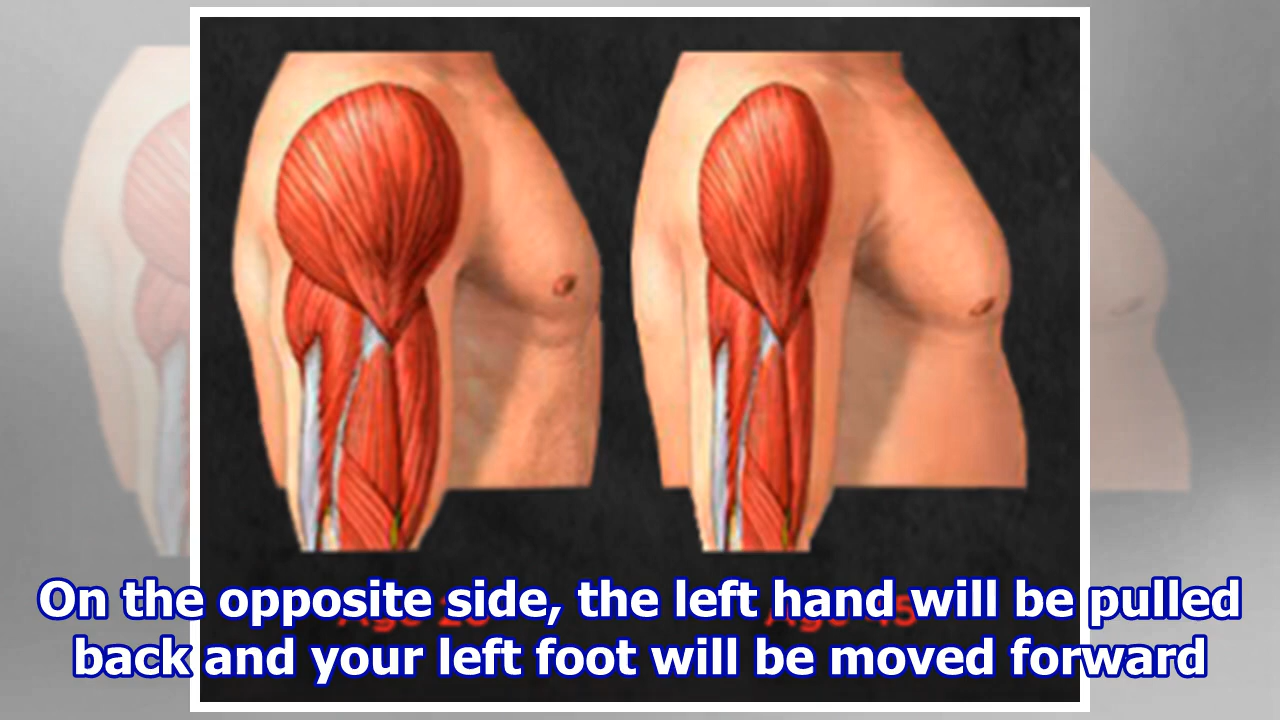 On the opposite side, the left hand will be pulled
back and your left foot will be moved forward